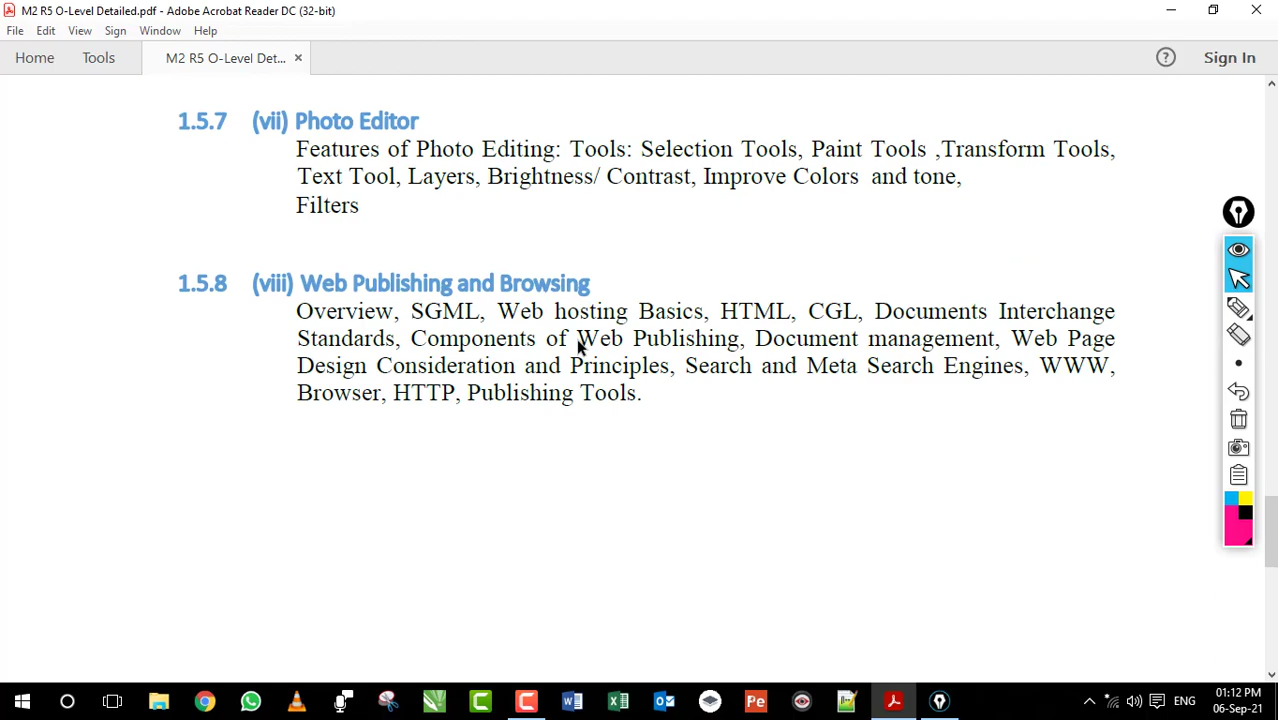 M2 R5 O-Level Detailed.pdf - Adobe Acrobat Reader DC (32-bit)
File Edit View Sign Window Help
Home Tools M2 R5 O-Level Det... × Sign In
1.5.7 (vii) Photo Editor
Features of Photo Editing: Tools: Selection Tools, Paint Tools ,Transform Tools,
Text Tool, Layers, Brightness/ Contrast, Improve Colors and tone,
Filters
1.5.8 (viii) Web Publishing and Browsing
Overview, SGML, Web hosting Basics, HTML, CGL, Documents Interchange
Standards, Components of Web Publishing, Document management, Web Page
Design Consideration and Principles, Search and Meta Search Engines, WWW,
Browser, HTTP, Publishing Tools.
ENG
01:12 PM
06-Sep-21